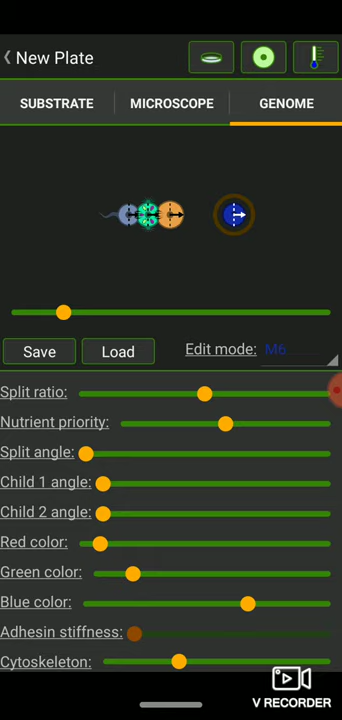 New Plate
SUBSTRATE MICROSCOPE GENOME
Save Load Edit mode: M6
Split ratio:
Nutrient priority:
Split angle:
Child 1 angle:
Child 2 angle:
Red color:
Green color:
Blue color:
Adhesin stiffness:
Cytoskeleton:
V RECORDER